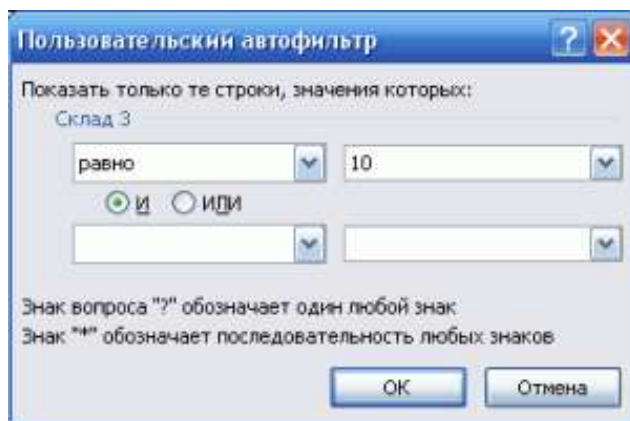 Пользовательский автофильтр
Показать только те строки, значения которых:
Склад 3
равно 10
И ИЛИ
Знак вопроса "?" обозначает один любой знак
Знак "*" обозначает последовательность любых знаков
ОК Отмена